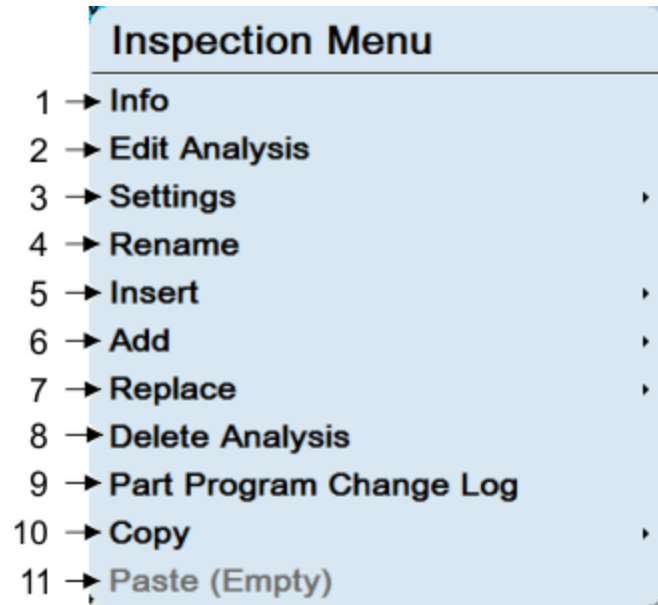 Inspection Menu
1 Info
2 Edit Analysis
3 Settings
4 Rename
5 Insert
6 Add
7 Replace
8 Delete Analysis
9 Part Program Change Log
10 Copy
11 Paste (Empty)